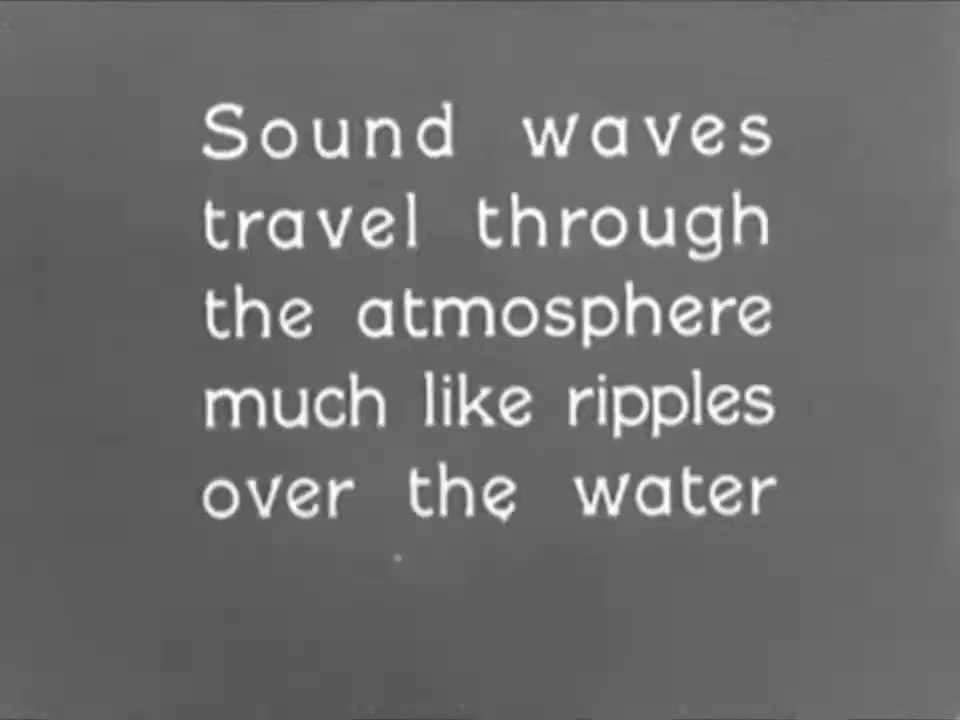 Sound waves
travel through
the atmosphere
much like ripples
over the water